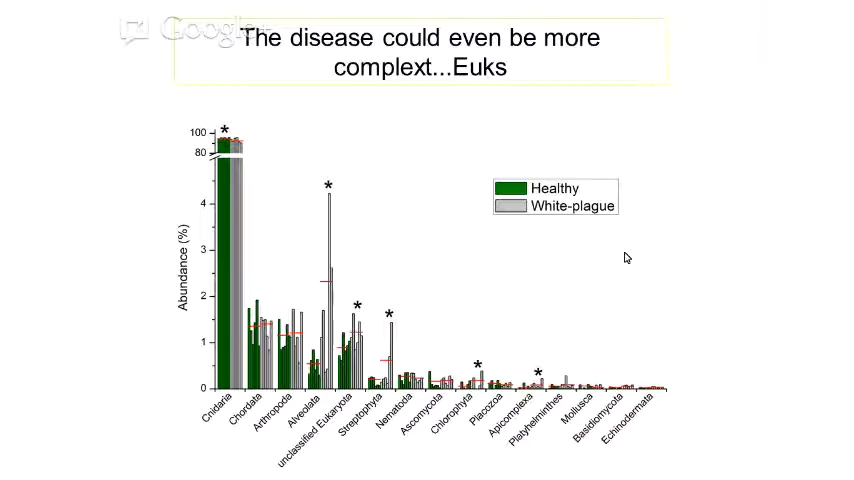 Google+
The disease could even be more
complext...Euks
*
100
80
4
3
2
1
0
Abundance (%)
*
*
*
*
*
Healthy
White-plague
Cnidaria
Chordata
Arthropoda
Alveolata
unclassified Eukaryota
Streptophyta
Nematoda
Ascomycota
Chlorophyta
Placozoa
Apicomplexa
Platyhelminthes
Mollusca
Basidiomycota
Echinodermata